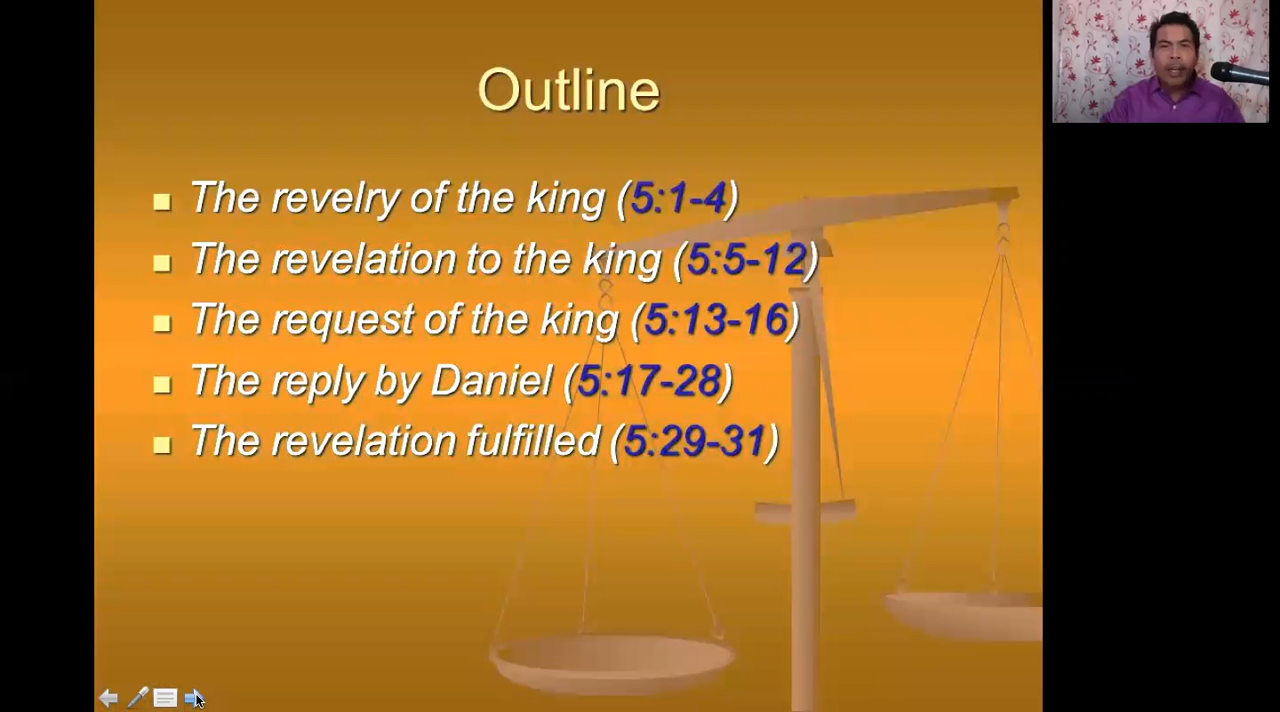 Outline
The revelry of the king (5:1-4)
The revelation to the king (5:5-12)
The request of the king (5:13-16)
The reply by Daniel (5:17-28)
The revelation fulfilled (5:29-31)